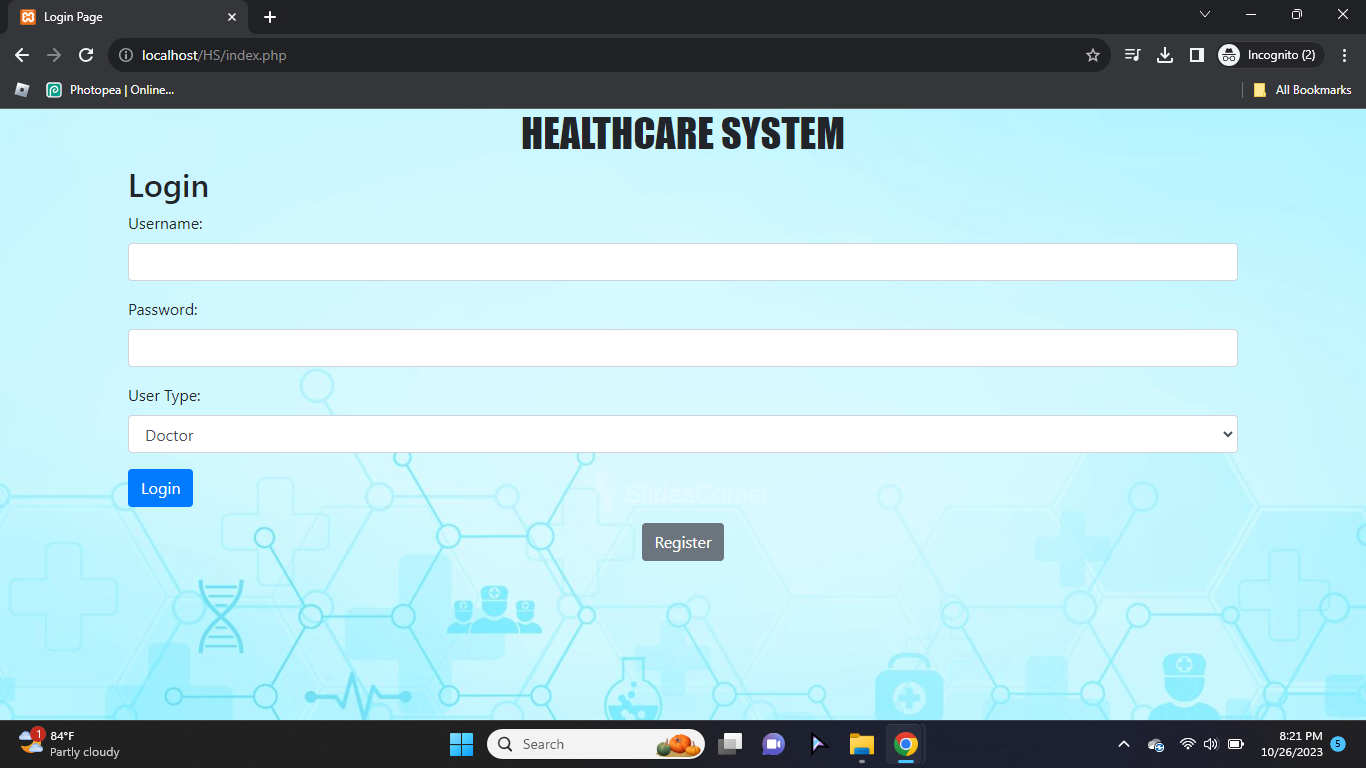 Login Page
localhost/HS/index.php
Incognito (2)
Photopea | Online...
All Bookmarks
HEALTHCARE SYSTEM
Login
Username:
Password:
User Type:
Doctor
Login
SlidesCorner
Register
1
84°F
Partly cloudy
Search
8:21 PM
10/26/2023
5